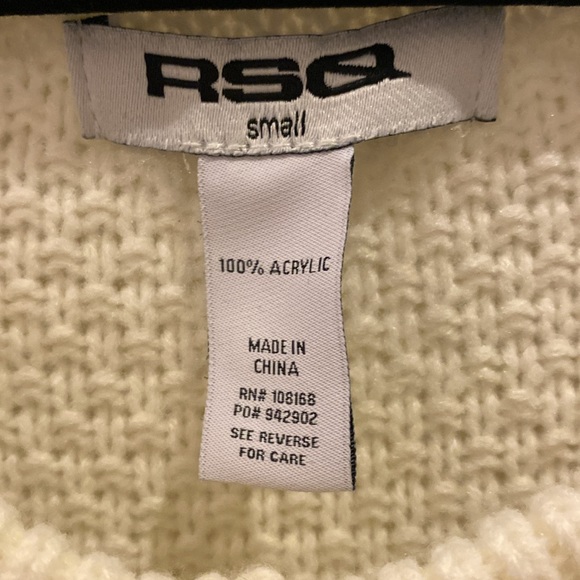 RSQ
small
100% ACRYLIC
MADE IN
CHINA
RN# 108168
PO# 942902
SEE REVERSE
FOR CARE